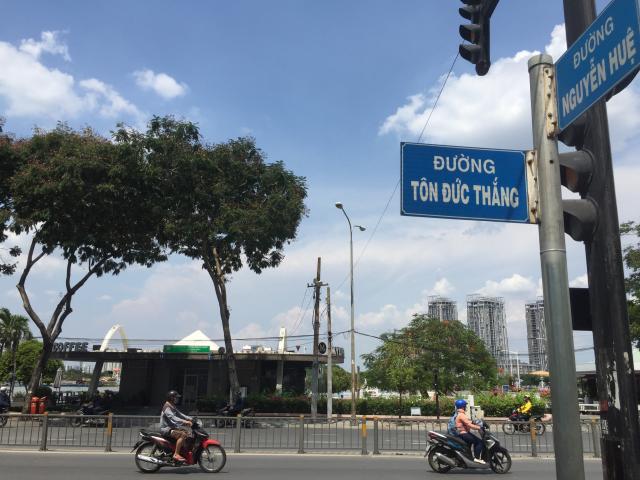 ĐƯỜNG
NGUYỄN HUỆ
ĐƯỜNG
TÔN ĐỨC THẮNG
COFFEE